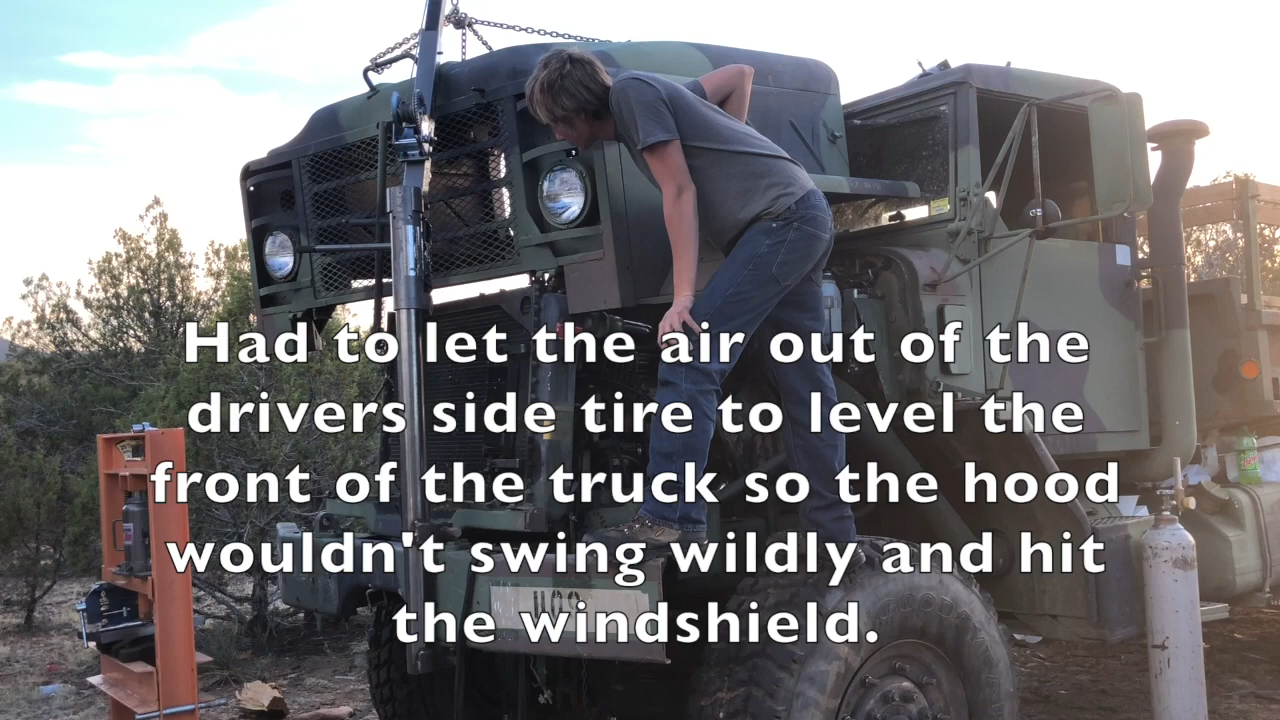 Had to let the air out of the
drivers side tire to level the
front of the truck so the hood
wouldn't swing wildly and hit
the windshield.